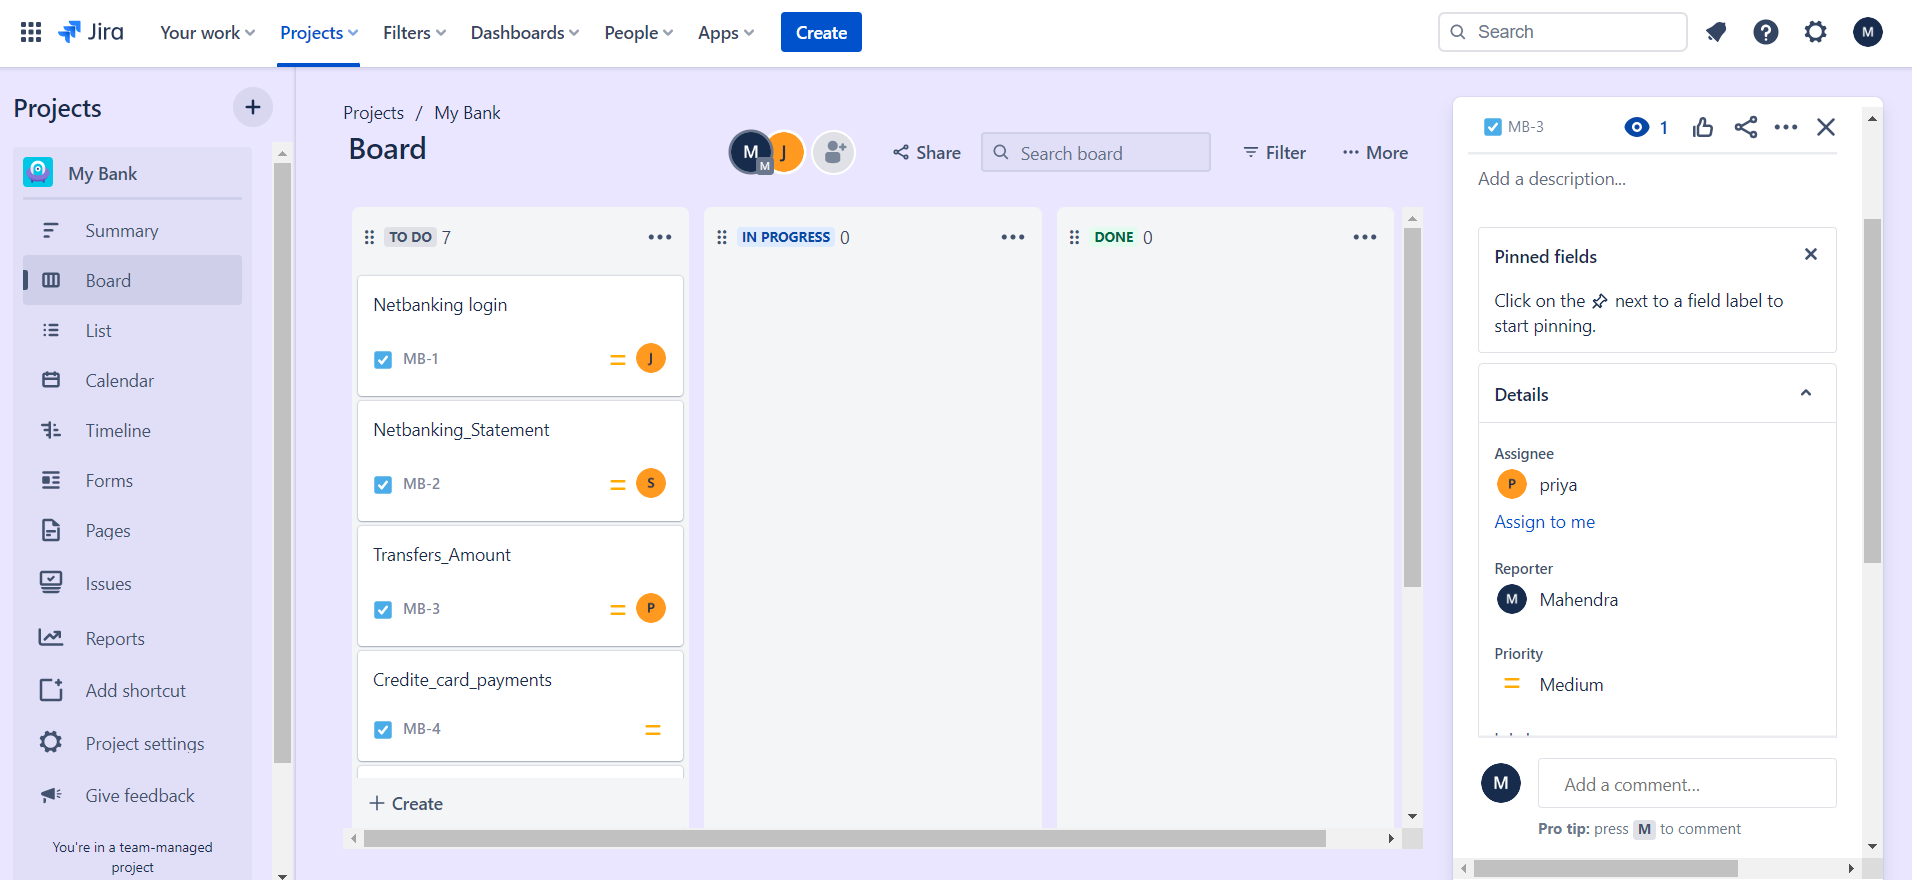 Jira Your work Projects Filters Dashboards People Apps Create Search M
Projects
My Bank
Summary
Board
List
Calendar
Timeline
Forms
Pages
Issues
Reports
Add shortcut
Project settings
Give feedback
You're in a team-managed
project
Projects / My Bank
Board
M M J Share Search board Filter More
TO DO 7
Netbanking login
MB-1 J
Netbanking_Statement
MB-2 S
Transfers_Amount
MB-3 P
Credite_card_payments
MB-4
Create
IN PROGRESS 0
DONE 0
MB-3 1
Add a description...
Pinned fields
Click on the next to a field label to
start pinning.
Details
Assignee
P priya
Assign to me
Reporter
M Mahendra
Priority
Medium
M Add a comment...
Pro tip: press M to comment